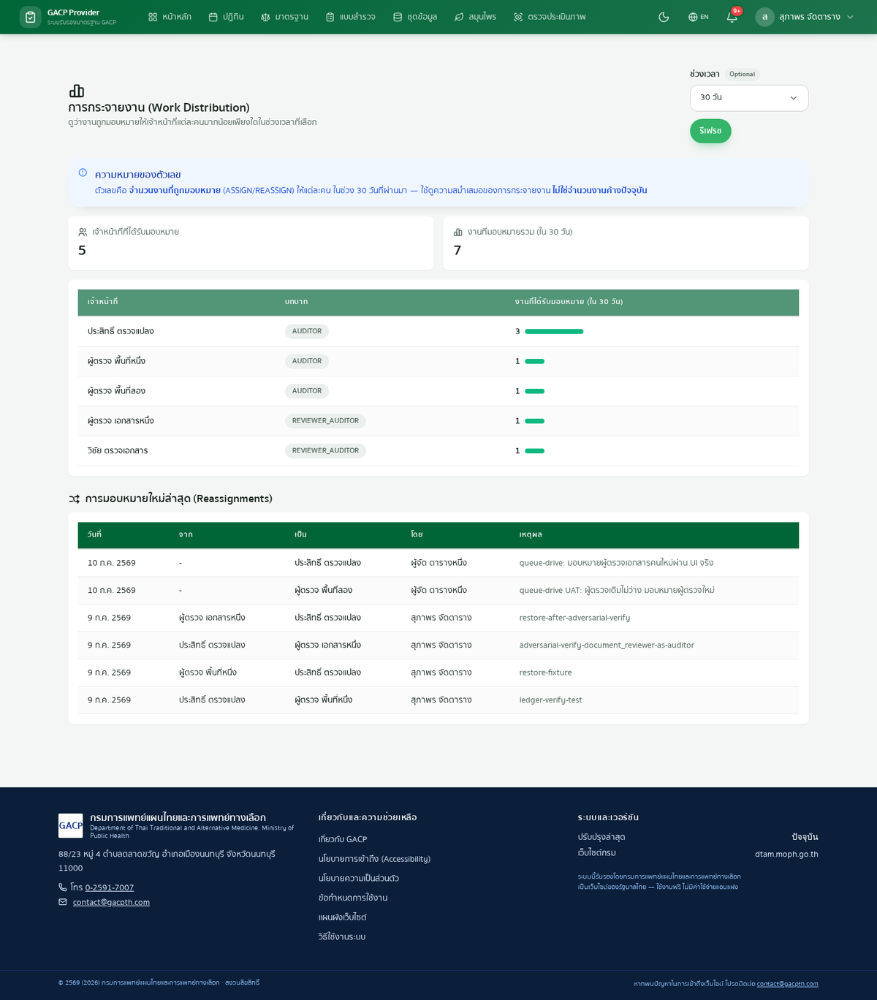 GACP Provider
ระบบรับรองมาตรฐาน GACP
หน้าหลัก
ปฏิทิน
มาตรฐาน
แบบสำรวจ
ชุดข้อมูล
สมุนไพร
ตรวจประเมินภาพ
EN
9+
ส
สุภาพร จัดตาราง
การกระจายงาน (Work Distribution)
ดูว่างานถูกมอบหมายให้เจ้าหน้าที่แต่ละคนมากน้อยเพียงใดในช่วงเวลาที่เลือก
ช่วงเวลา Optional
30 วัน
รีเฟรช
ความหมายของตัวเลข
ตัวเลขคือ จำนวนงานที่ถูกมอบหมาย (ASSIGN/REASSIGN) ให้แต่ละคน ในช่วง 30 วันที่ผ่านมา — ใช้ดูความสม่ำเสมอของการกระจายงาน ไม่ใช่จำนวนงานค้างปัจจุบัน
เจ้าหน้าที่ที่ได้รับมอบหมาย
5
งานที่มอบหมายรวม (ใน 30 วัน)
7
เจ้าหน้าที่ บทบาท งานที่ได้รับมอบหมาย (ใน 30 วัน)
ประสิทธิ์ ตรวจแปลง AUDITOR 3
ผู้ตรวจ พื้นที่หนึ่ง AUDITOR 1
ผู้ตรวจ พื้นที่สอง AUDITOR 1
ผู้ตรวจ เอกสารหนึ่ง REVIEWER_AUDITOR 1
วิชัย ตรวจเอกสาร REVIEWER_AUDITOR 1
การมอบหมายใหม่ล่าสุด (Reassignments)
วันที่ จาก เป็น โดย เหตุผล
10 ก.ค. 2569 - ประสิทธิ์ ตรวจแปลง ผู้จัด ตารางหนึ่ง queue-drive: มอบหมายผู้ตรวจเอกสารคนใหม่ผ่าน UI จริง
10 ก.ค. 2569 - ผู้ตรวจ พื้นที่สอง ผู้จัด ตารางหนึ่ง queue-drive UAT: ผู้ตรวจเดิมไม่ว่าง มอบหมายผู้ตรวจใหม่
9 ก.ค. 2569 ผู้ตรวจ เอกสารหนึ่ง ประสิทธิ์ ตรวจแปลง สุภาพร จัดตาราง restore-after-adversarial-verify
9 ก.ค. 2569 ประสิทธิ์ ตรวจแปลง ผู้ตรวจ เอกสารหนึ่ง สุภาพร จัดตาราง adversarial-verify-document_reviewer-as-auditor
9 ก.ค. 2569 ผู้ตรวจ พื้นที่หนึ่ง ประสิทธิ์ ตรวจแปลง สุภาพร จัดตาราง restore-fixture
9 ก.ค. 2569 ประสิทธิ์ ตรวจแปลง ผู้ตรวจ พื้นที่หนึ่ง สุภาพร จัดตาราง ledger-verify-test
GACP
กรมการแพทย์แผนไทยและการแพทย์ทางเลือก
Department of Thai Traditional and Alternative Medicine, Ministry of
Public Health
88/23 หมู่ 4 ตำบลตลาดขวัญ อำเภอเมืองนนทบุรี จังหวัดนนทบุรี
11000
โทร 0-2591-7007
contact@gacpth.com
เกี่ยวกับและความช่วยเหลือ
เกี่ยวกับ GACP
นโยบายการเข้าถึง (Accessibility)
นโยบายความเป็นส่วนตัว
ข้อกำหนดการใช้งาน
แผนผังเว็บไซต์
วิธีใช้งานระบบ
ระบบและเวอร์ชัน
ปรับปรุงล่าสุด ปัจจุบัน
เว็บไซต์กรม dtam.moph.go.th
ระบบนี้รับรองโดยกรมการแพทย์แผนไทยและการแพทย์ทางเลือก
เป็นเว็บไซต์ของรัฐบาลไทย — ใช้งานฟรี ไม่มีค่าใช้จ่ายแอบแฝง
© 2569 (2026) กรมการแพทย์แผนไทยและการแพทย์ทางเลือก · สงวนลิขสิทธิ์
หากพบปัญหาในการเข้าถึงเว็บไซต์ โปรดติดต่อ contact@gacpth.com